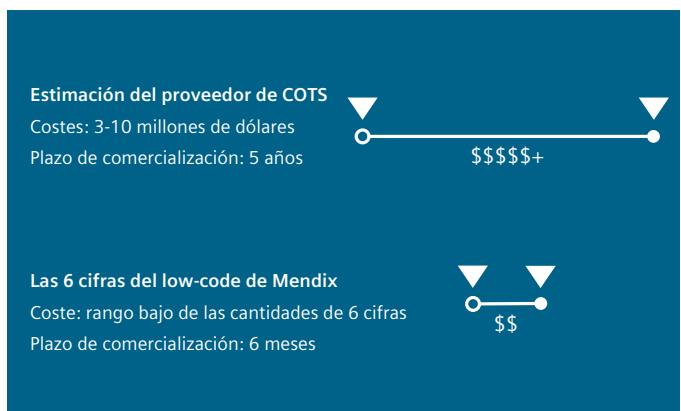 Estimación del proveedor de COTS
Costes: 3-10 millones de dólares
Plazo de comercialización: 5 años
$$$$$+
Las 6 cifras del low-code de Mendix
Coste: rango bajo de las cantidades de 6 cifras
Plazo de comercialización: 6 meses
$$